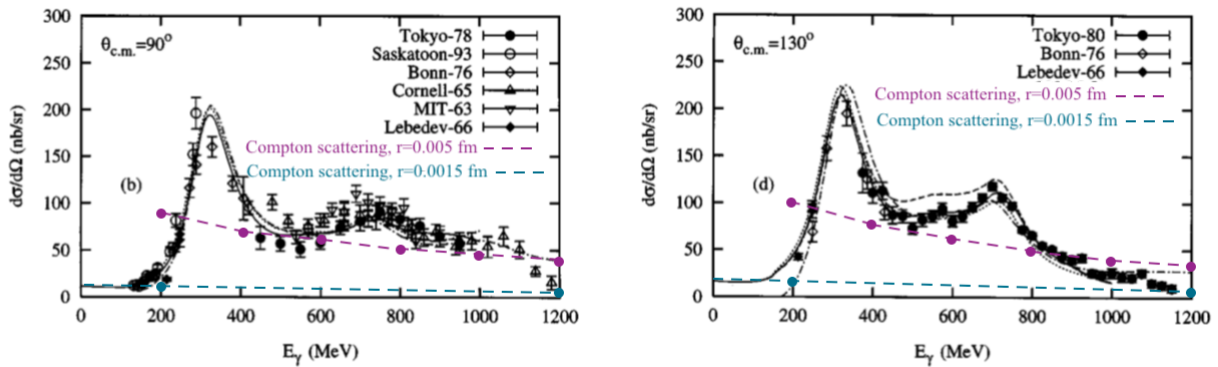 300
250
200
150
100
50
0
dσ/dΩ (nb/sr)
θc.m.=90°
Tokyo-78
Saskatoon-93
Bonn-76
Cornell-65
MIT-63
Lebedev-66
Compton scattering, r=0.005 fm
Compton scattering, r=0.0015 fm
(b)
0 200 400 600 800 1000 1200
Eγ (MeV)
300
250
200
150
100
50
0
dσ/dΩ (nb/sr)
θc.m.=130°
Tokyo-80
Bonn-76
Lebedev-66
Compton scattering, r=0.005 fm
Compton scattering, r=0.0015 fm
(d)
0 200 400 600 800 1000 1200
Eγ (MeV)